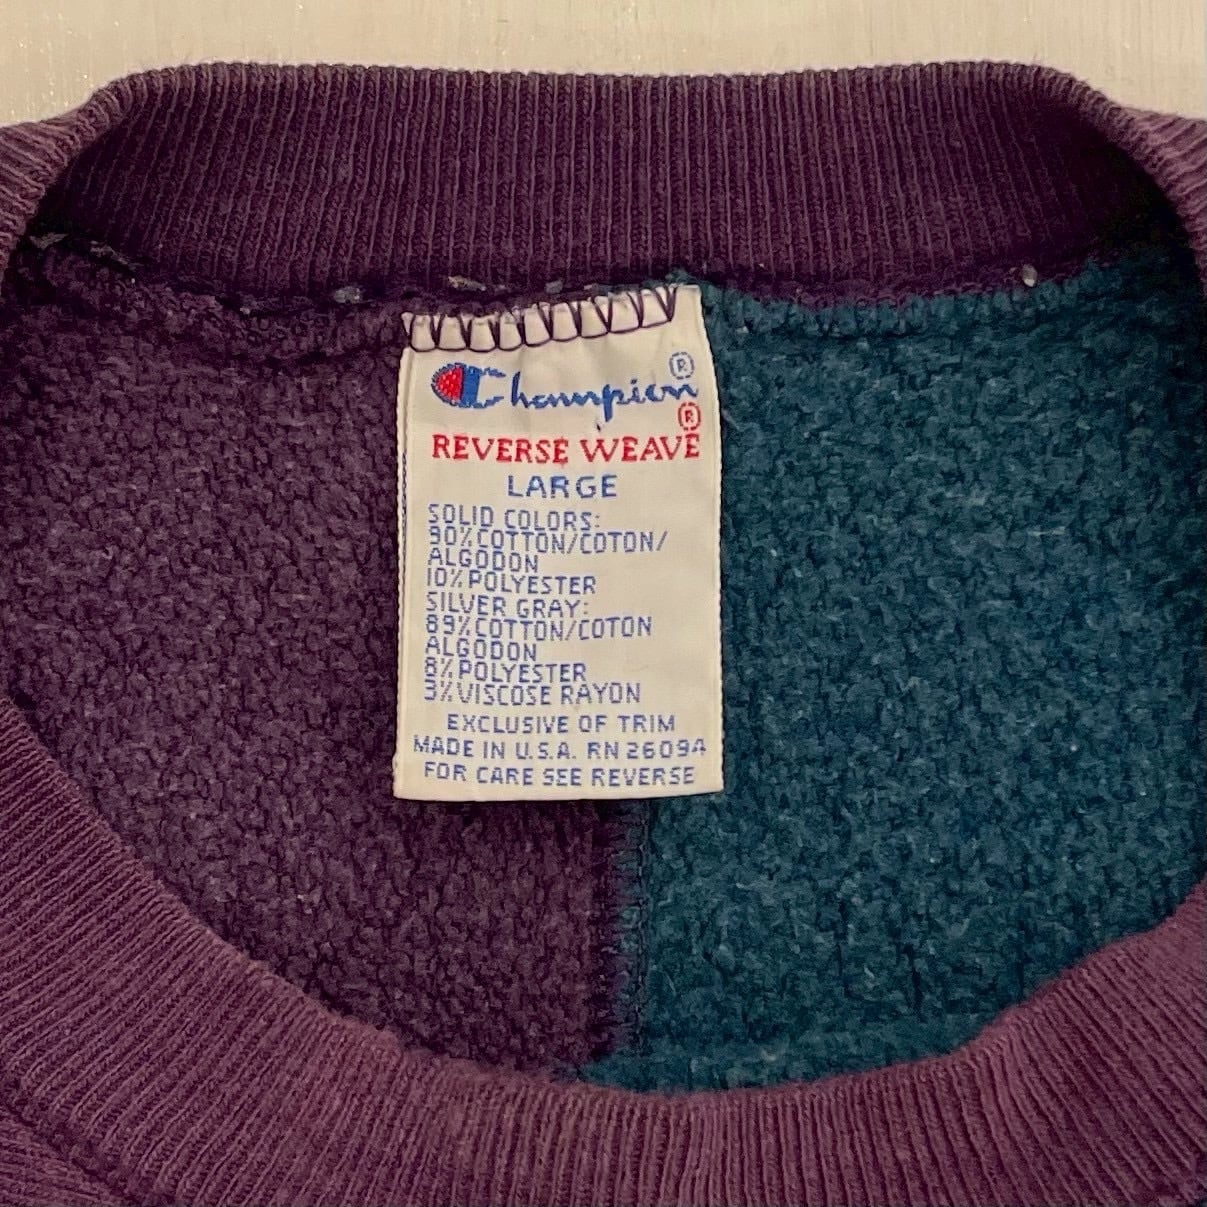 Champion®
REVERSE WEAVE®
LARGE
SOLID COLORS:
90% COTTON/COTON/
ALGODON
10% POLYESTER
SILVER GRAY:
89% COTTON/COTON
ALGODON
8% POLYESTER
3% VISCOSE RAYON
EXCLUSIVE OF TRIM
MADE IN U.S.A. RN 26094
FOR CARE SEE REVERSE